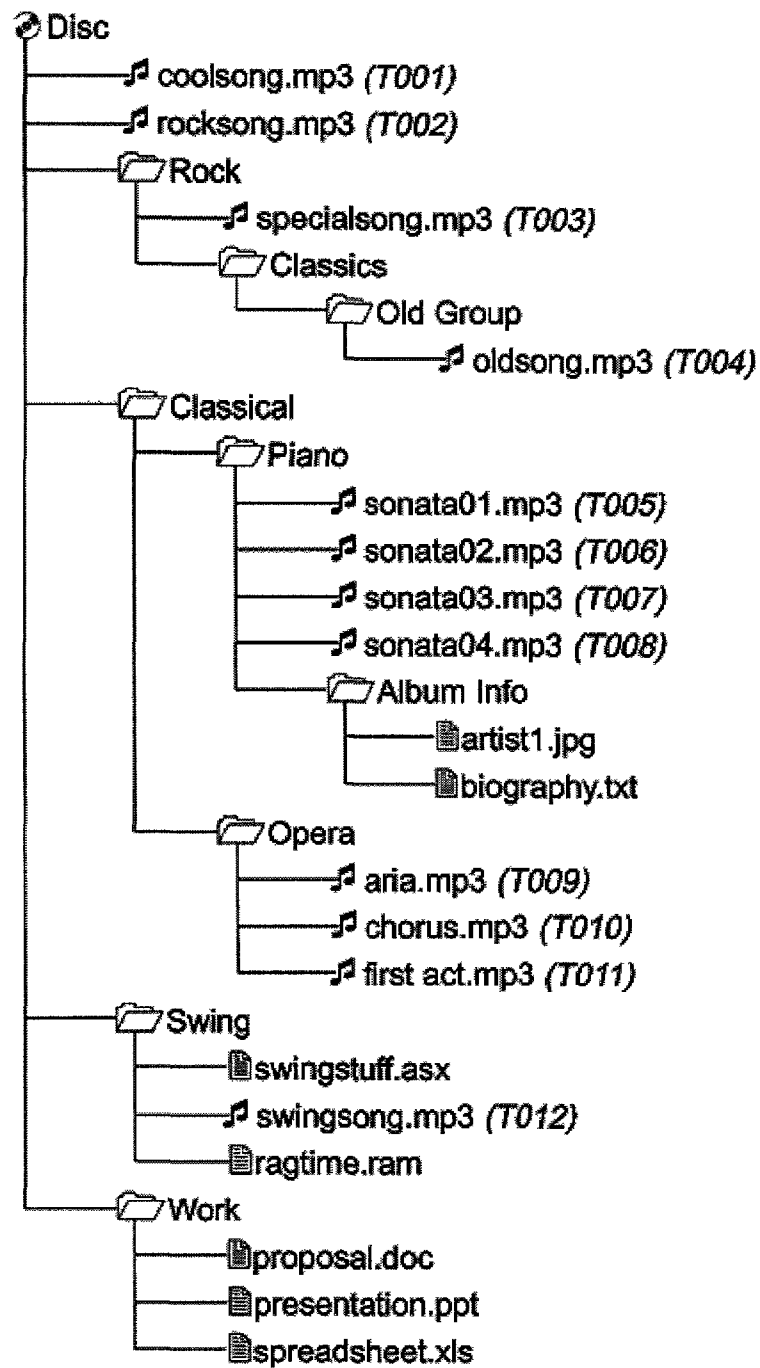 Disc
coolsong.mp3 (T001)
rocksong.mp3 (T002)
Rock
specialsong.mp3 (T003)
Classics
Old Group
oldsong.mp3 (T004)
Classical
Piano
sonata01.mp3 (T005)
sonata02.mp3 (T006)
sonata03.mp3 (T007)
sonata04.mp3 (T008)
Album Info
artist1.jpg
biography.txt
Opera
aria.mp3 (T009)
chorus.mp3 (T010)
first act.mp3 (T011)
Swing
swingstuff.asx
swingsong.mp3 (T012)
ragtime.ram
Work
proposal.doc
presentation.ppt
spreadsheet.xls